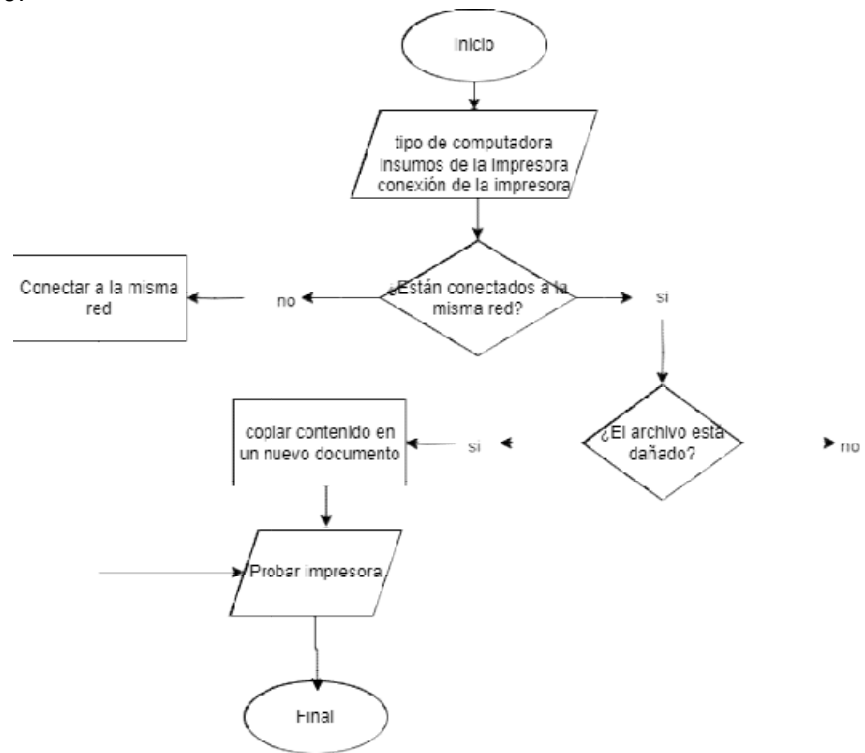 Inicio
tipo de computadora
Insumos de la Impresora
conexión de la impresora
¿Están conectados a la
misma red?
no
si
Conectar a la misma
red
¿El archivo está
dañado?
si
no
copiar contenido en
un nuevo documento
Probar impresora
Final